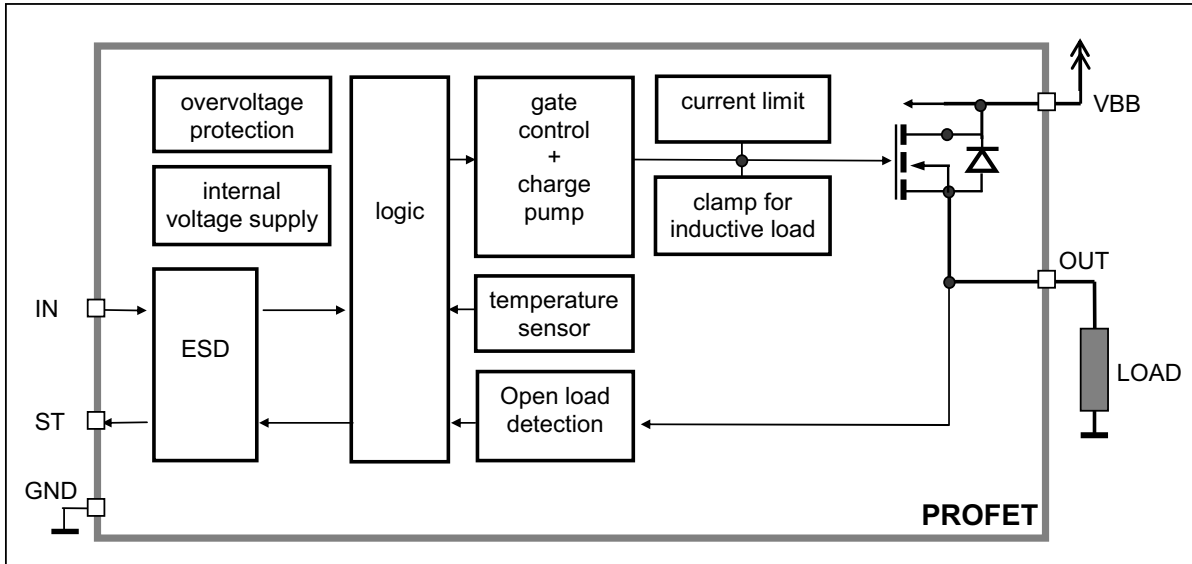 overvoltage
protection
internal
voltage supply
logic
gate
control
+
charge
pump
current limit
clamp for
inductive load
VBB
IN
ESD
temperature
sensor
OUT
ST
Open load
detection
LOAD
GND
PROFET